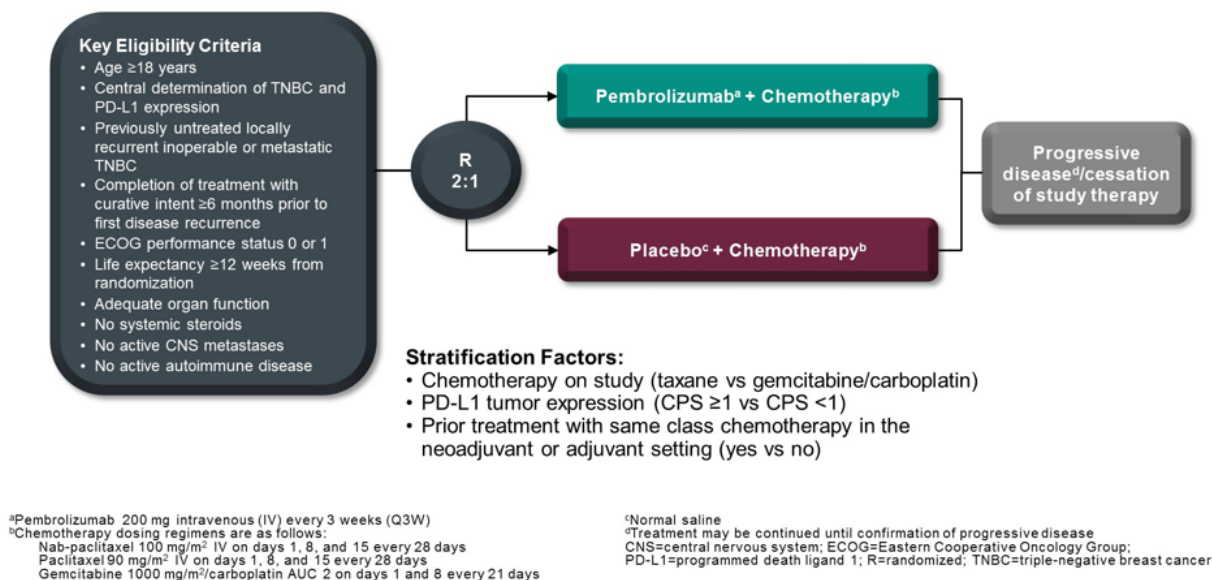 Key Eligibility Criteria
• Age ≥18 years
• Central determination of TNBC and
PD-L1 expression
• Previously untreated locally
recurrent inoperable or metastatic
TNBC
• Completion of treatment with
curative intent ≥6 months prior to
first disease recurrence
• ECOG performance status 0 or 1
• Life expectancy ≥12 weeks from
randomization
• Adequate organ function
• No systemic steroids
• No active CNS metastases
• No active autoimmune disease
R
2:1
Pembrolizumabᵃ + Chemotherapyᵇ
Placeboᶜ + Chemotherapyᵇ
Progressive
diseaseᵈ/cessation
of study therapy
Stratification Factors:
• Chemotherapy on study (taxane vs gemcitabine/carboplatin)
• PD-L1 tumor expression (CPS ≥1 vs CPS <1)
• Prior treatment with same class chemotherapy in the
neoadjuvant or adjuvant setting (yes vs no)
ᵃPembrolizumab 200 mg intravenous (IV) every 3 weeks (Q3W)
ᵇChemotherapy dosing regimens are as follows:
Nab-paclitaxel 100 mg/m² IV on days 1, 8, and 15 every 28 days
Paclitaxel 90 mg/m² IV on days 1, 8, and 15 every 28 days
Gemcitabine 1000 mg/m²/carboplatin AUC 2 on days 1 and 8 every 21 days
ᶜNormal saline
ᵈTreatment may be continued until confirmation of progressive disease
CNS=central nervous system; ECOG=Eastern Cooperative Oncology Group;
PD-L1=programmed death ligand 1; R=randomized; TNBC=triple-negative breast cancer